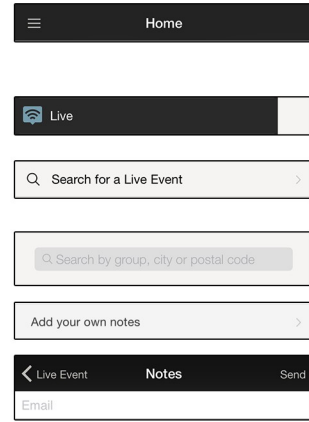 Home
Live
Search for a Live Event
Search by group, city or postal code
Add your own notes
Live Event Notes Send
Email